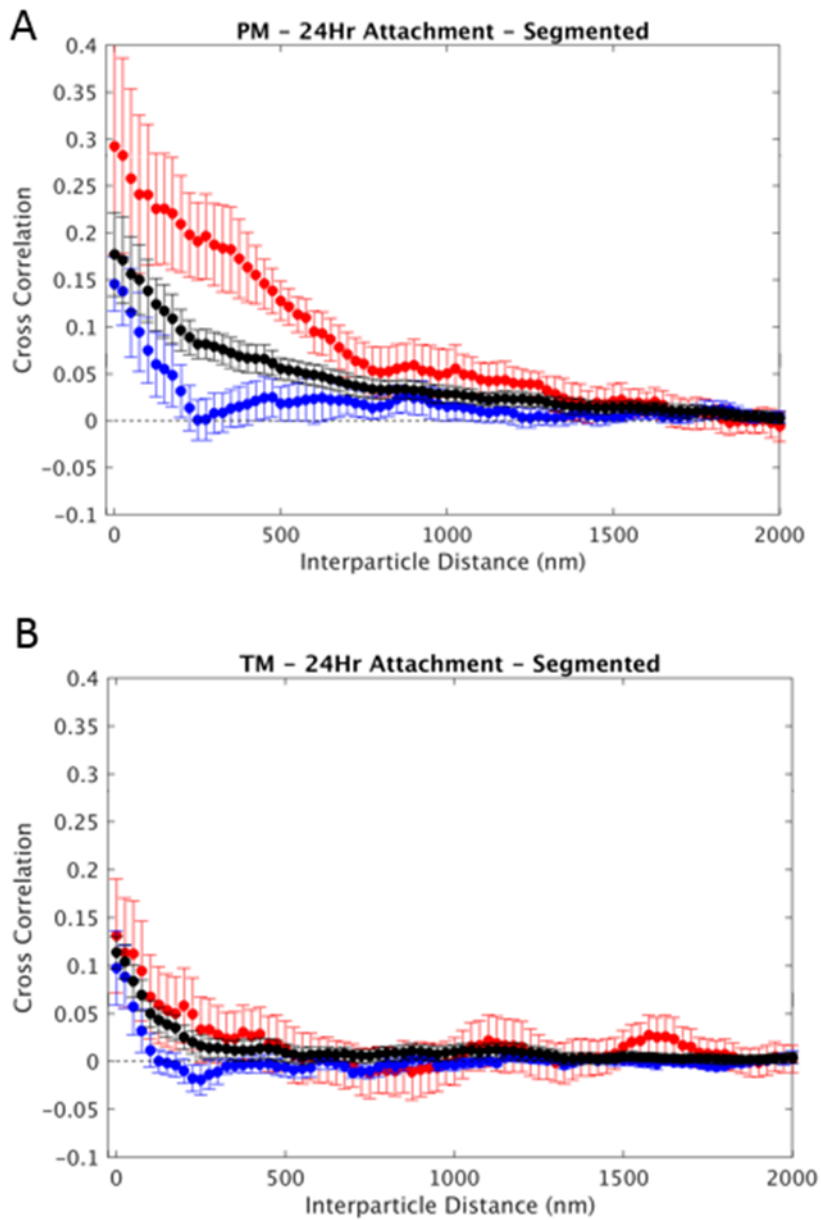 A
PM – 24Hr Attachment – Segmented
0.4
0.35
0.3
0.25
0.2
0.15
0.1
0.05
0
−0.05
−0.1
Cross Correlation
0 500 1000 1500 2000
Interparticle Distance (nm)
B
TM – 24Hr Attachment – Segmented
0.4
0.35
0.3
0.25
0.2
0.15
0.1
0.05
0
−0.05
−0.1
Cross Correlation
0 500 1000 1500 2000
Interparticle Distance (nm)